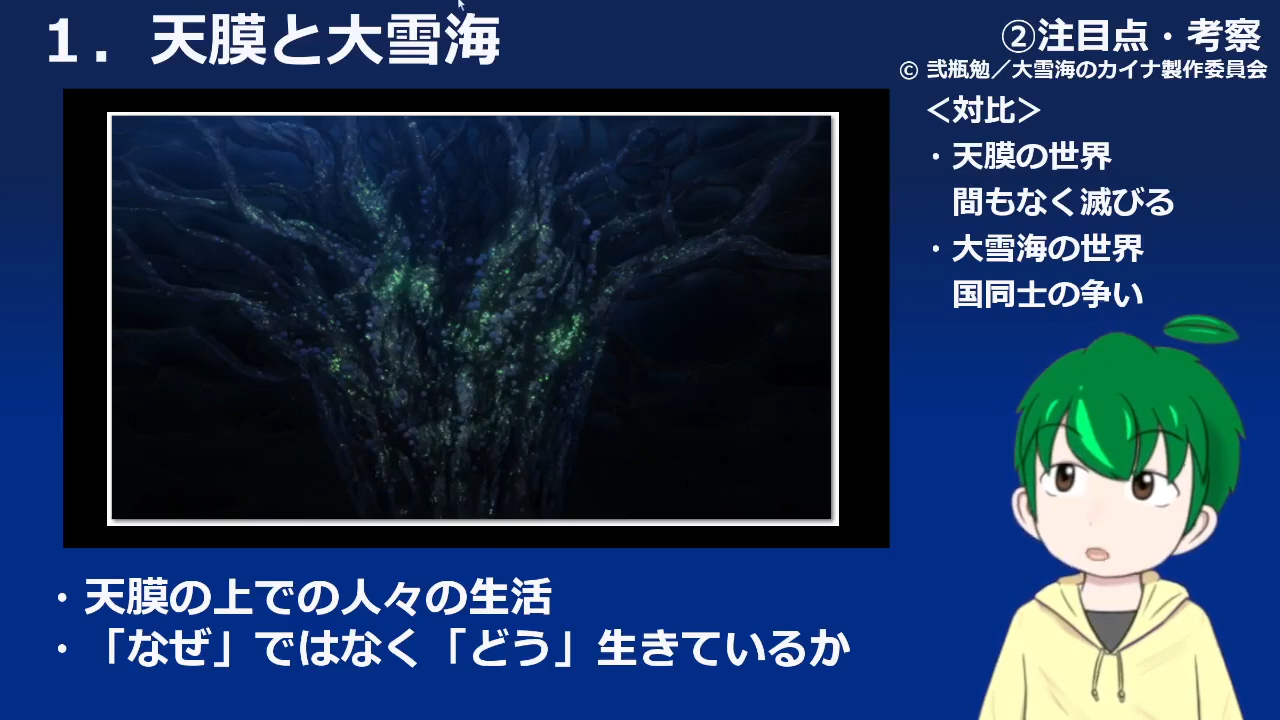 １．天膜と大雪海
②注目点・考察
© 弐瓶勉／大雪海のカイナ製作委員会
＜対比＞
・天膜の世界
間もなく滅びる
・大雪海の世界
国同士の争い
・天膜の上での人々の生活
・「なぜ」ではなく「どう」生きているか